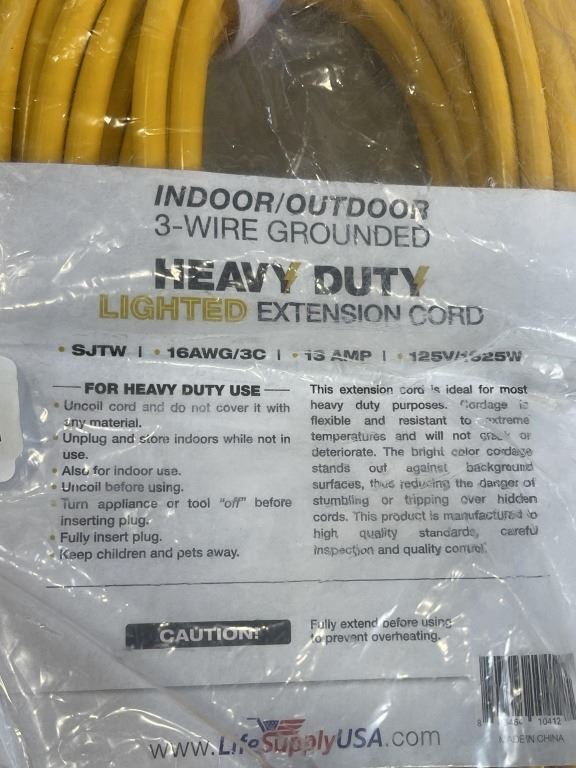 INDOOR/OUTDOOR
3-WIRE GROUNDED
HEAVY DUTY
LIGHTED EXTENSION CORD
• SJTW | • 16AWG/3C | • 13 AMP | • 125V/1625W
FOR HEAVY DUTY USE
• Uncoil cord and do not cover it with
any material.
• Unplug and store indoors while not in
use.
• Also for indoor use.
• Uncoil before using.
• Turn appliance or tool "off" before
inserting plug.
• Fully insert plug.
• Keep children and pets away.
This extension cord is ideal for most
heavy duty purposes. Cordage is
flexible and resistant to extreme
temperatures and will not crack or
deteriorate. The bright color cordage
stands out against background
surfaces, thus reducing the danger of
stumbling or tripping over hidden
cords. This product is manufactured to
high quality standards, careful
inspection and quality control.
CAUTION!
Fully extend before using
to prevent overheating.
www.LifeSupplyUSA.com
10412
MADE IN CHINA